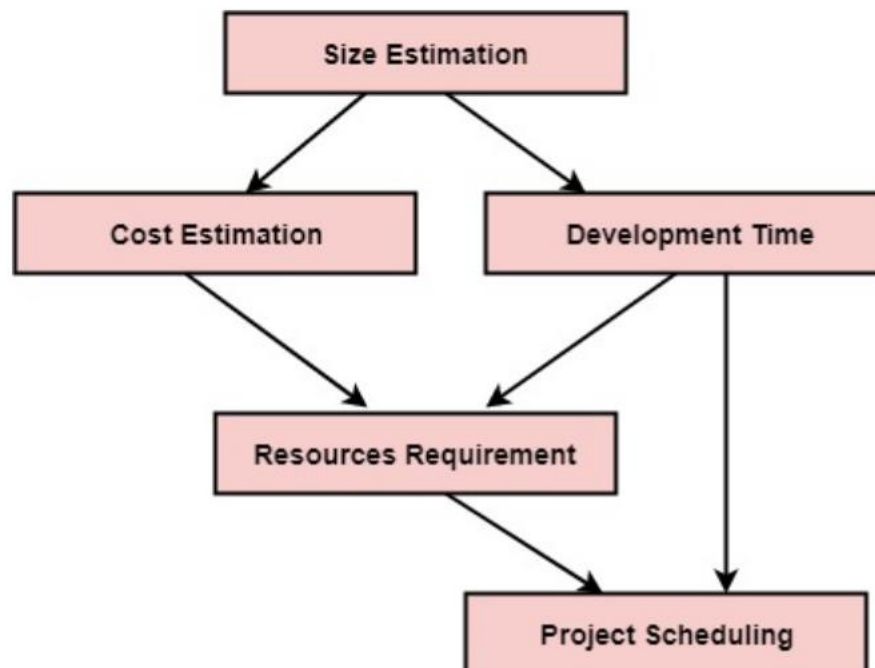 Size Estimation
Cost Estimation
Development Time
Resources Requirement
Project Scheduling